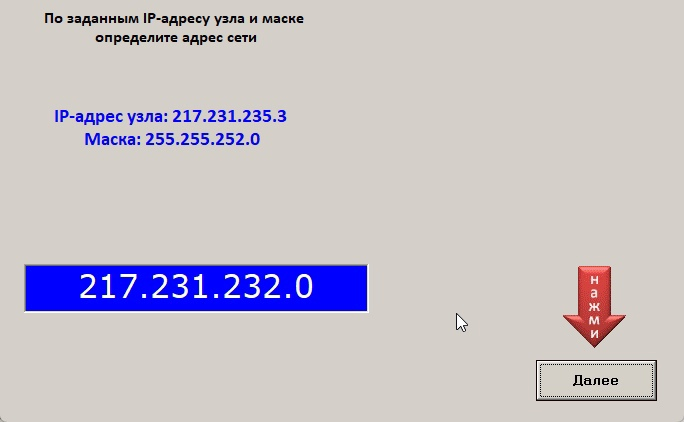 По заданным IP-адресу узла и маске
определите адрес сети
IP-адрес узла: 217.231.235.3
Маска: 255.255.252.0
217.231.232.0
нажми
Далее